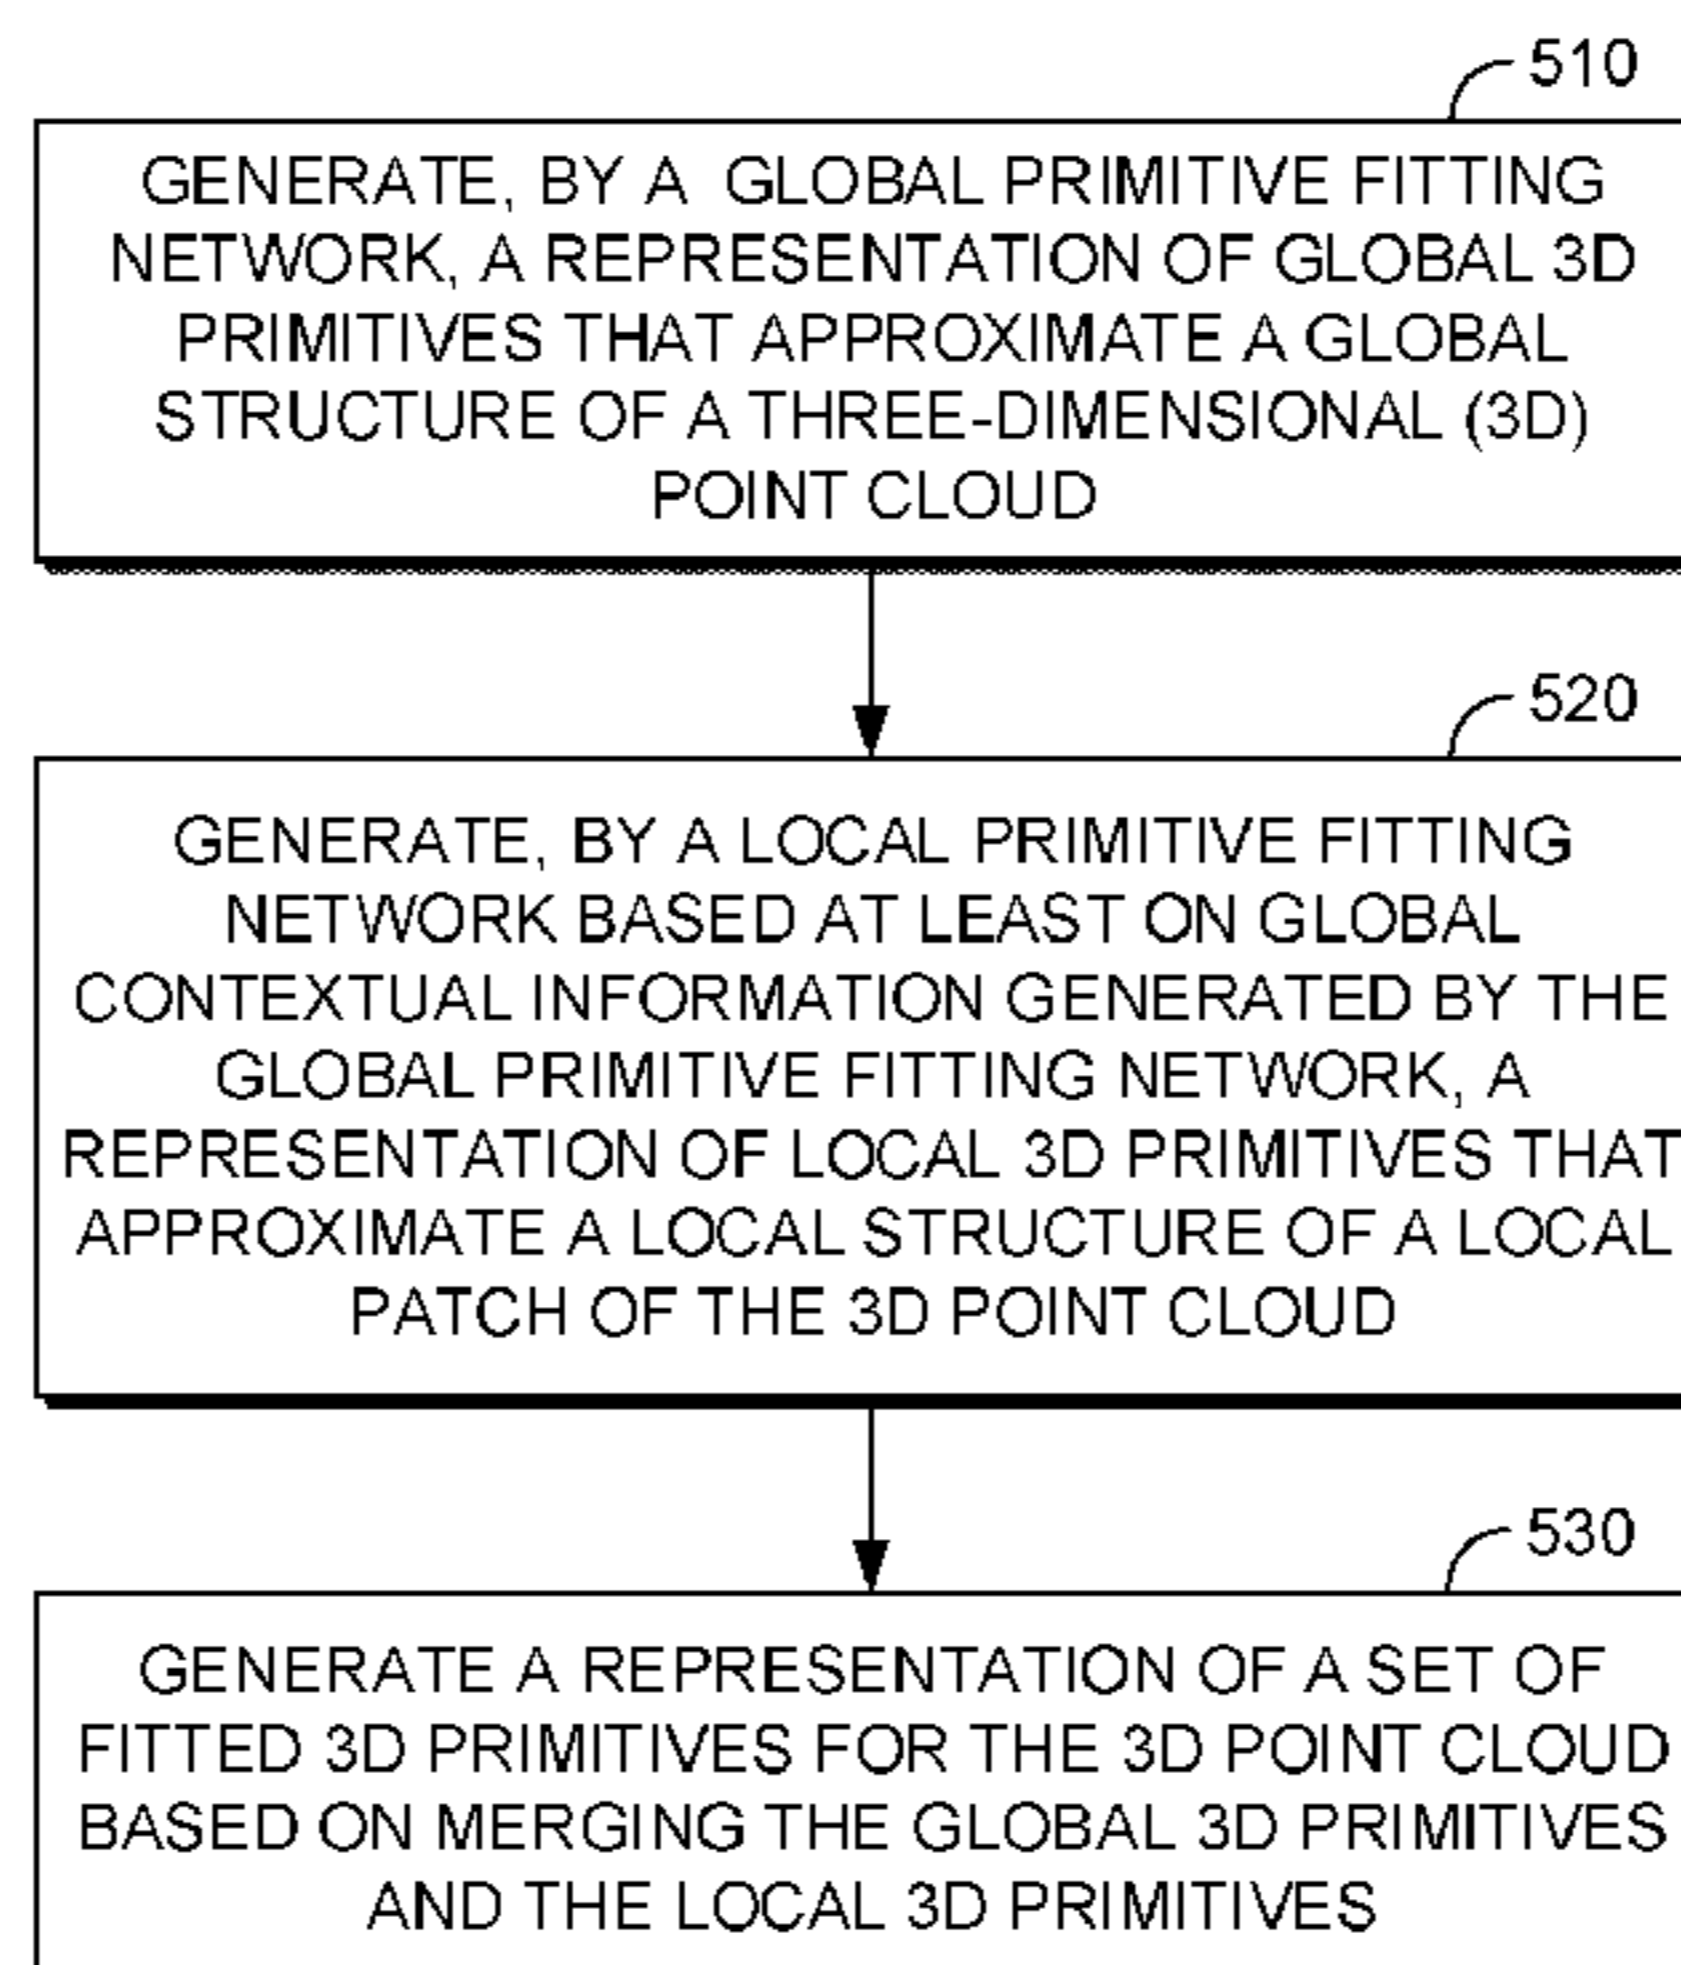 510
GENERATE, BY A GLOBAL PRIMITIVE FITTING
NETWORK, A REPRESENTATION OF GLOBAL 3D
PRIMITIVES THAT APPROXIMATE A GLOBAL
STRUCTURE OF A THREE-DIMENSIONAL (3D)
POINT CLOUD
520
GENERATE, BY A LOCAL PRIMITIVE FITTING
NETWORK BASED AT LEAST ON GLOBAL
CONTEXTUAL INFORMATION GENERATED BY THE
GLOBAL PRIMITIVE FITTING NETWORK, A
REPRESENTATION OF LOCAL 3D PRIMITIVES THAT
APPROXIMATE A LOCAL STRUCTURE OF A LOCAL
PATCH OF THE 3D POINT CLOUD
530
GENERATE A REPRESENTATION OF A SET OF
FITTED 3D PRIMITIVES FOR THE 3D POINT CLOUD
BASED ON MERGING THE GLOBAL 3D PRIMITIVES
AND THE LOCAL 3D PRIMITIVES